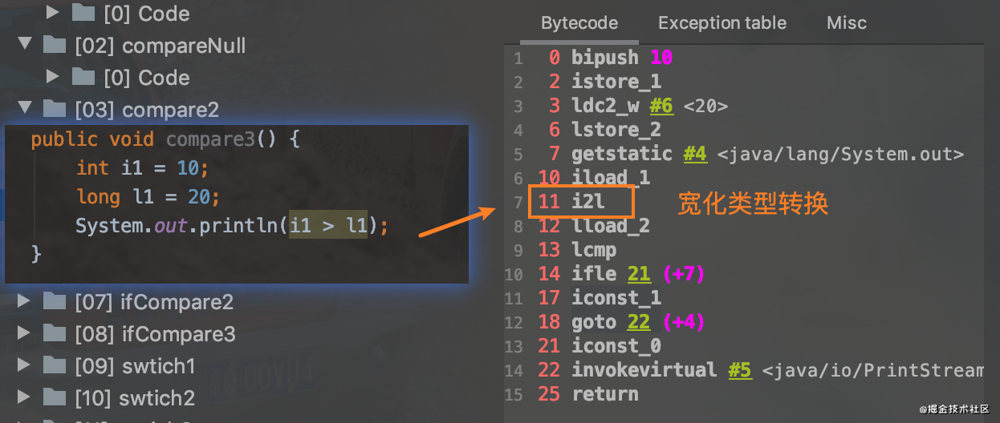 [0] Code
[02] compareNull
[0] Code
[03] compare2
public void compare3() {
int i1 = 10;
long l1 = 20;
System.out.println(i1 > l1);
}
[07] ifCompare2
[08] ifCompare3
[09] swtich1
[10] swtich2
Bytecode Exception table Misc
1 0 bipush 10
2 2 istore_1
3 3 ldc2_w #6 <20>
4 6 lstore_2
5 7 getstatic #4 <java/lang/System.out>
6 10 iload_1
7 11 i2l 宽化类型转换
8 12 lload_2
9 13 lcmp
10 14 ifle 21 (+7)
11 17 iconst_1
12 18 goto 22 (+4)
13 21 iconst_0
14 22 invokevirtual #5 <java/io/PrintStream
15 25 return
@掘金技术社区